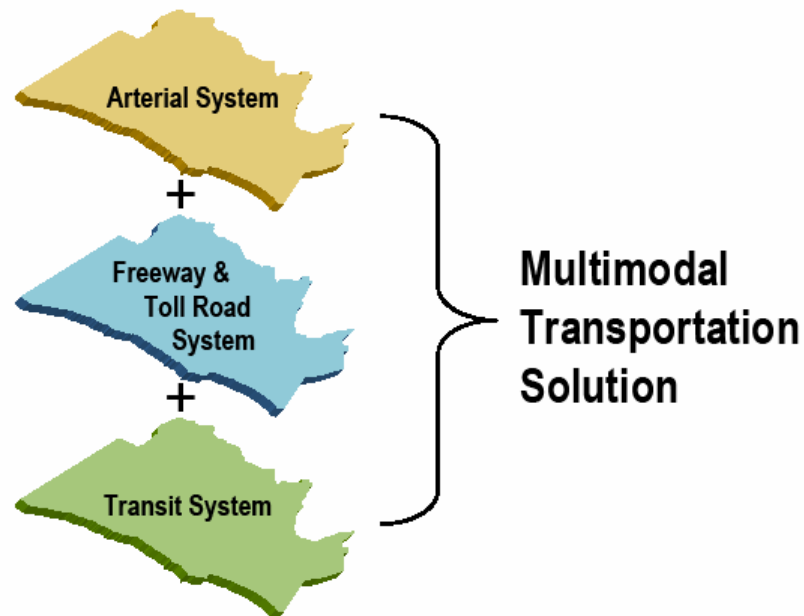 Arterial System
+
Freeway &
Toll Road
System
+
Transit System
Multimodal
Transportation
Solution